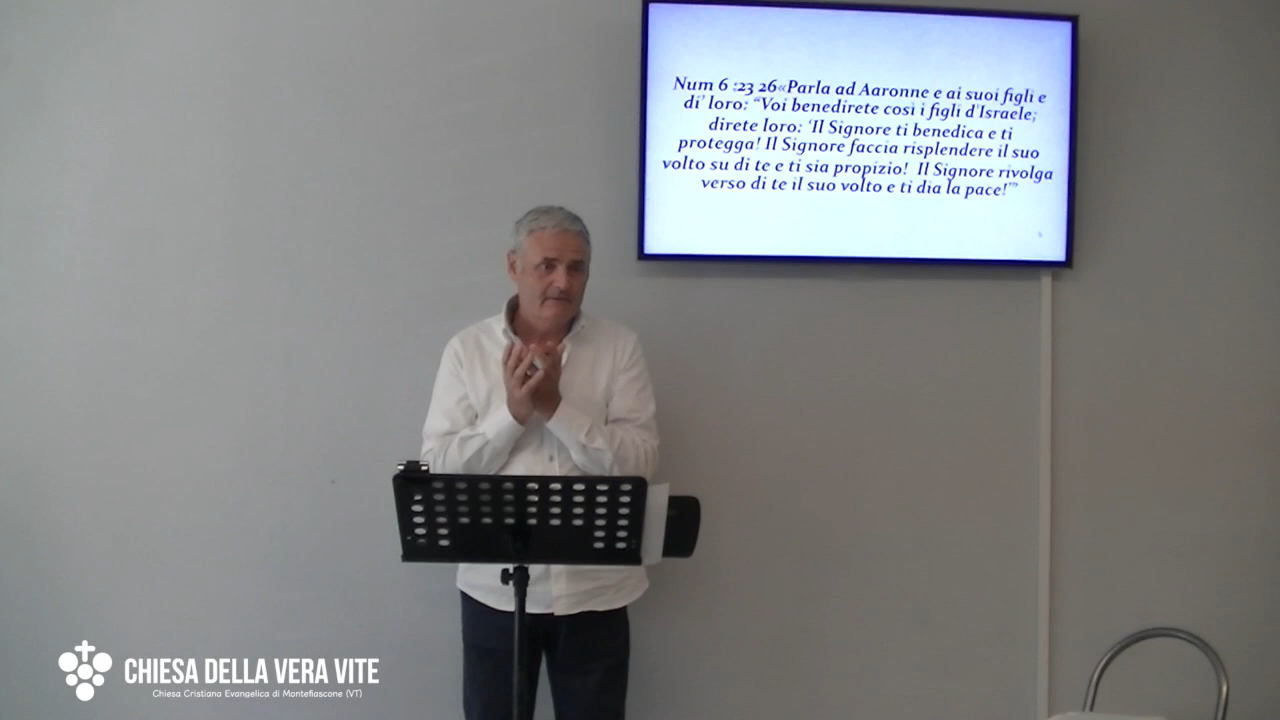 Num 6 :23 26«Parla ad Aaronne e ai suoi figli e
di' loro: “Voi benedirete così i figli d'Israele;
direte loro: ‘Il Signore ti benedica e ti
protegga! Il Signore faccia risplendere il suo
volto su di te e ti sia propizio! Il Signore rivolga
verso di te il suo volto e ti dia la pace!’”
CHIESA DELLA VERA VITE
Chiesa Cristiana Evangelica di Montefiascone (VT)